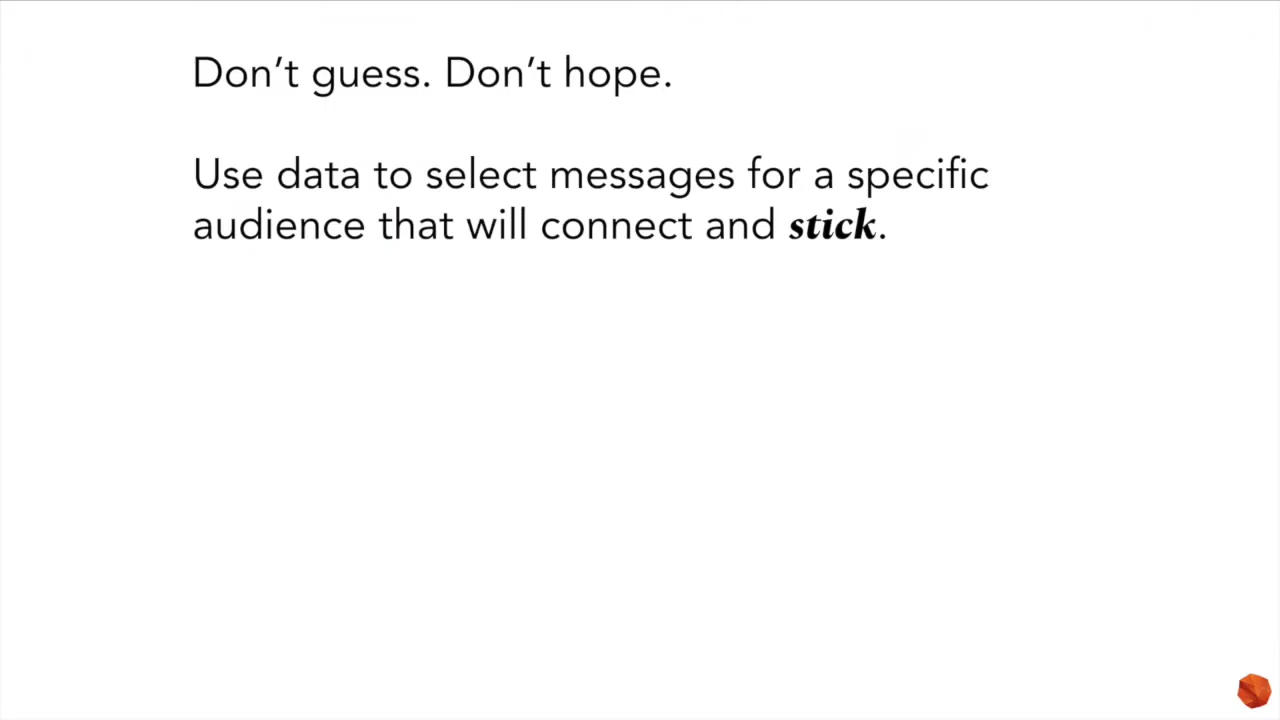 Don’t guess. Don’t hope.
Use data to select messages for a specific
audience that will connect and stick.